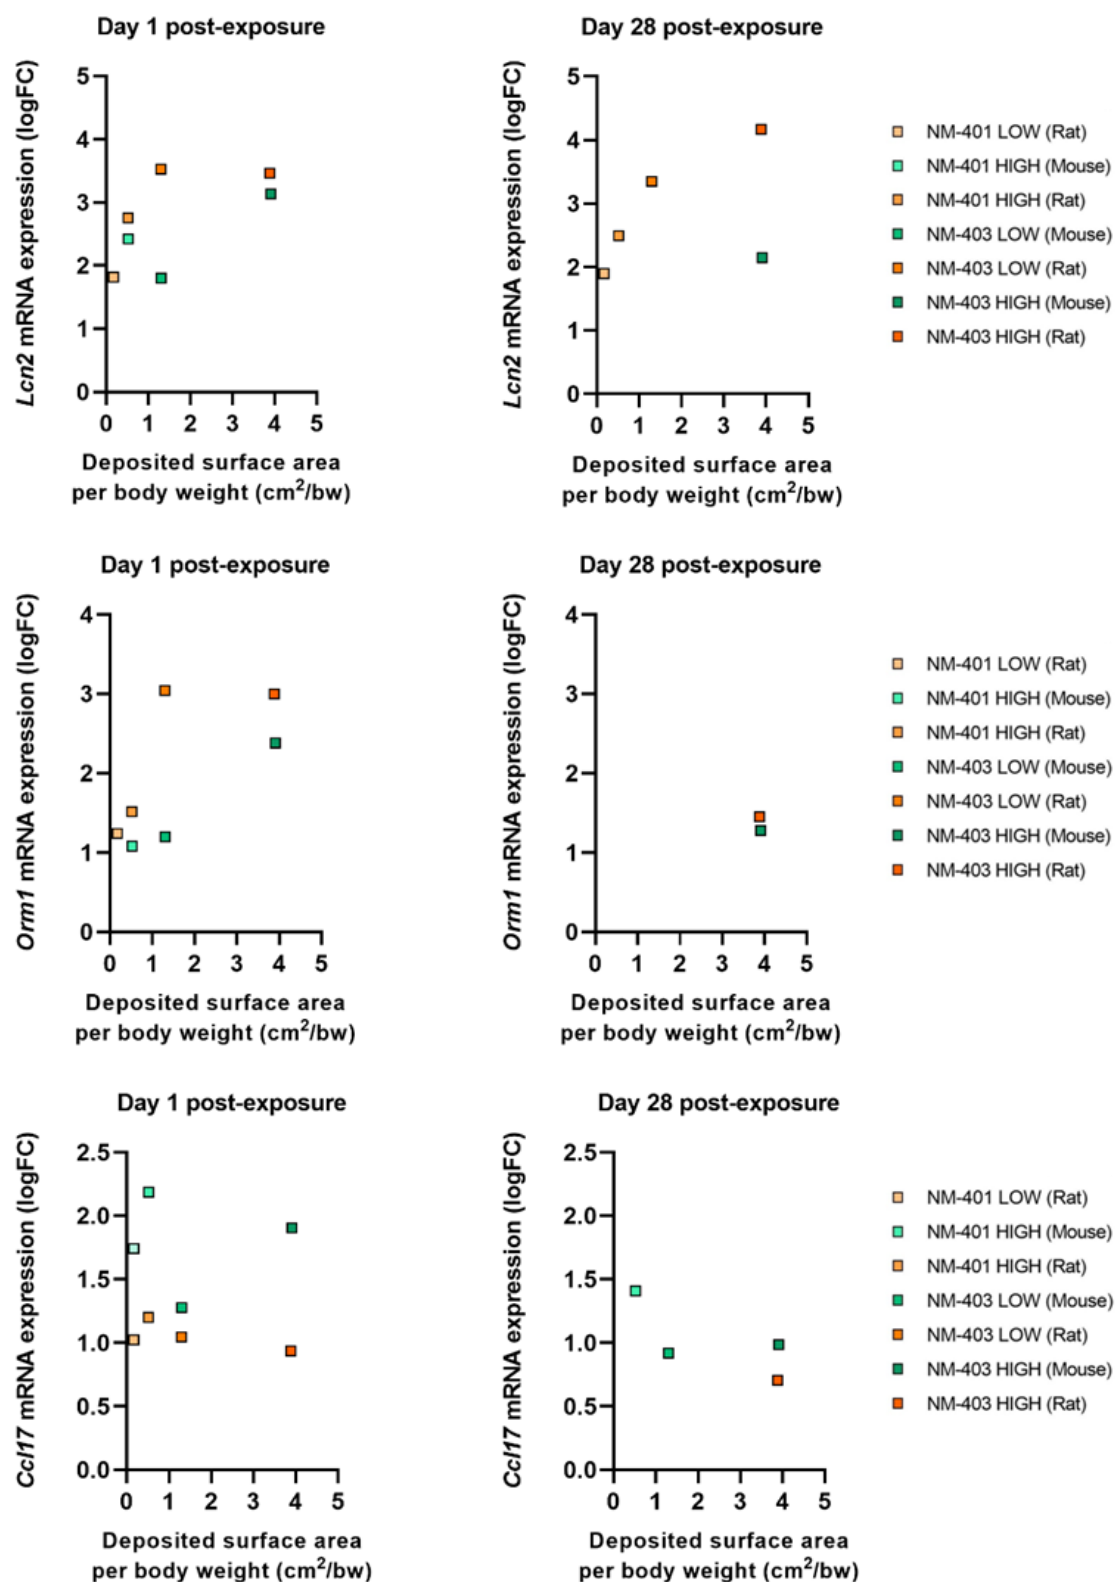 Day 1 post-exposure
Lcn2 mRNA expression (logFC)
5
4
3
2
1
0
0 1 2 3 4 5
Deposited surface area
per body weight (cm²/bw)
Day 28 post-exposure
Lcn2 mRNA expression (logFC)
5
4
3
2
1
0
0 1 2 3 4 5
Deposited surface area
per body weight (cm²/bw)
NM-401 LOW (Rat)
NM-401 HIGH (Mouse)
NM-401 HIGH (Rat)
NM-403 LOW (Mouse)
NM-403 LOW (Rat)
NM-403 HIGH (Mouse)
NM-403 HIGH (Rat)
Day 1 post-exposure
Orm1 mRNA expression (logFC)
4
3
2
1
0
0 1 2 3 4 5
Deposited surface area
per body weight (cm²/bw)
Day 28 post-exposure
Orm1 mRNA expression (logFC)
4
3
2
1
0
0 1 2 3 4 5
Deposited surface area
per body weight (cm²/bw)
NM-401 LOW (Rat)
NM-401 HIGH (Mouse)
NM-401 HIGH (Rat)
NM-403 LOW (Mouse)
NM-403 LOW (Rat)
NM-403 HIGH (Mouse)
NM-403 HIGH (Rat)
Day 1 post-exposure
Ccl17 mRNA expression (logFC)
2.5
2.0
1.5
1.0
0.5
0.0
0 1 2 3 4 5
Deposited surface area
per body weight (cm²/bw)
Day 28 post-exposure
Ccl17 mRNA expression (logFC)
2.5
2.0
1.5
1.0
0.5
0.0
0 1 2 3 4 5
Deposited surface area
per body weight (cm²/bw)
NM-401 LOW (Rat)
NM-401 HIGH (Mouse)
NM-401 HIGH (Rat)
NM-403 LOW (Mouse)
NM-403 LOW (Rat)
NM-403 HIGH (Mouse)
NM-403 HIGH (Rat)